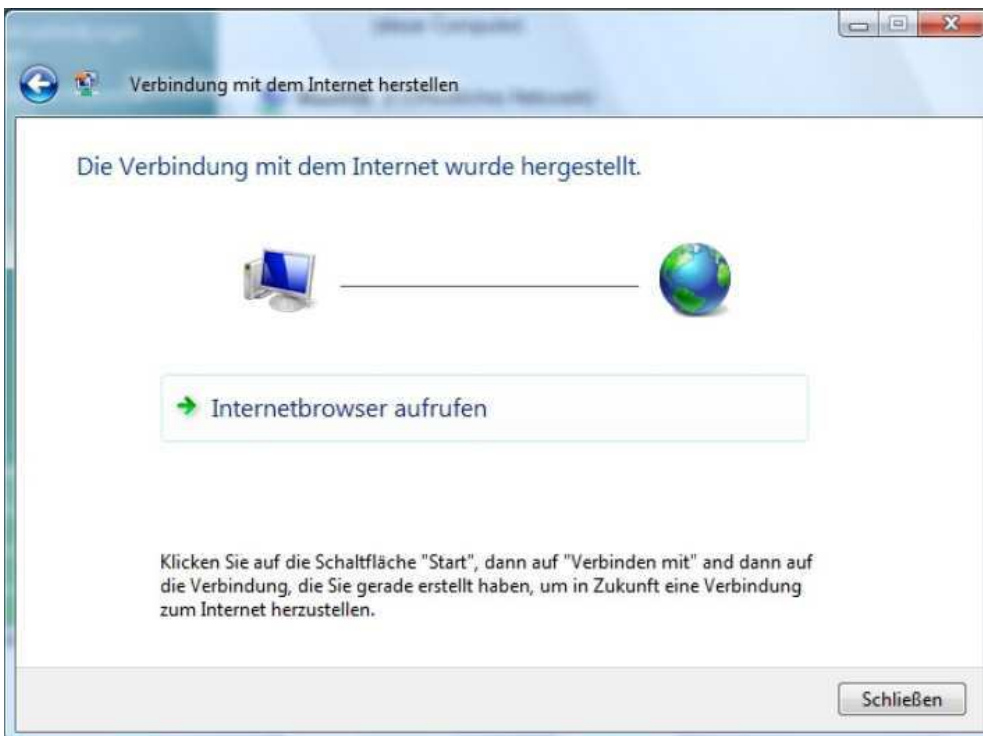 Verbindung mit dem Internet herstellen
Die Verbindung mit dem Internet wurde hergestellt.
Internetbrowser aufrufen
Klicken Sie auf die Schaltfläche "Start", dann auf "Verbinden mit" and dann auf
die Verbindung, die Sie gerade erstellt haben, um in Zukunft eine Verbindung
zum Internet herzustellen.
Schließen